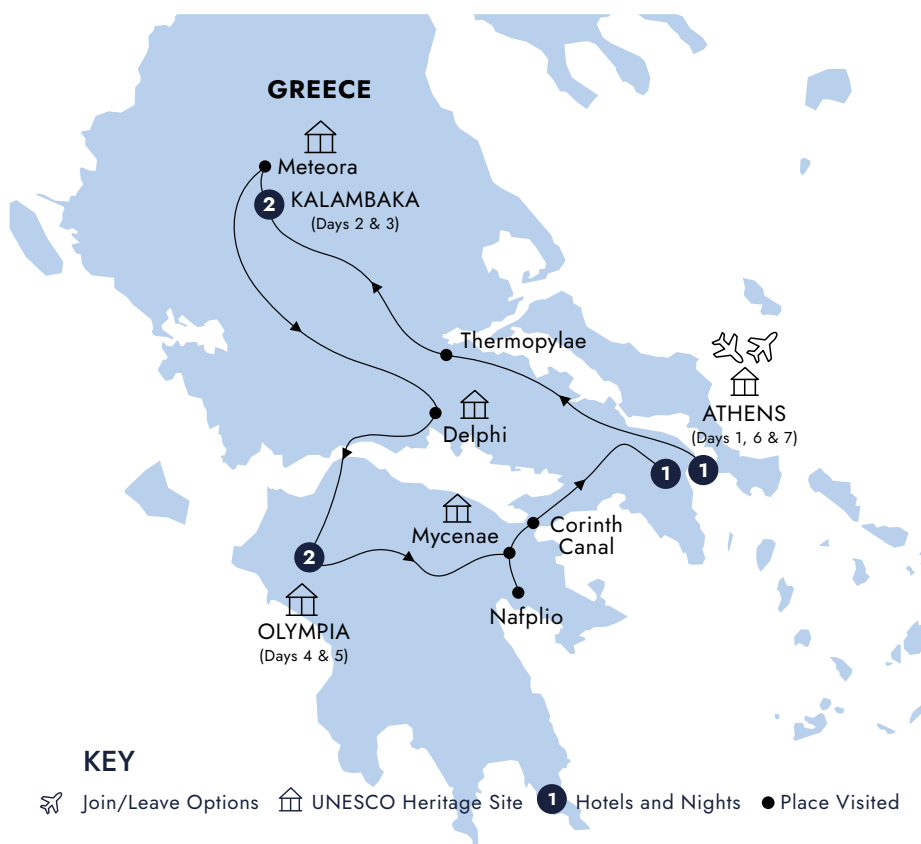 GREECE
Meteora
2
KALAMBAKA
(Days 2 & 3)
Thermopylae
ATHENS
(Days 1, 6 & 7)
Delphi
1
1
Mycenae
Corinth
Canal
2
Nafplio
OLYMPIA
(Days 4 & 5)
KEY
Join/Leave Options
UNESCO Heritage Site
1
Hotels and Nights
Place Visited